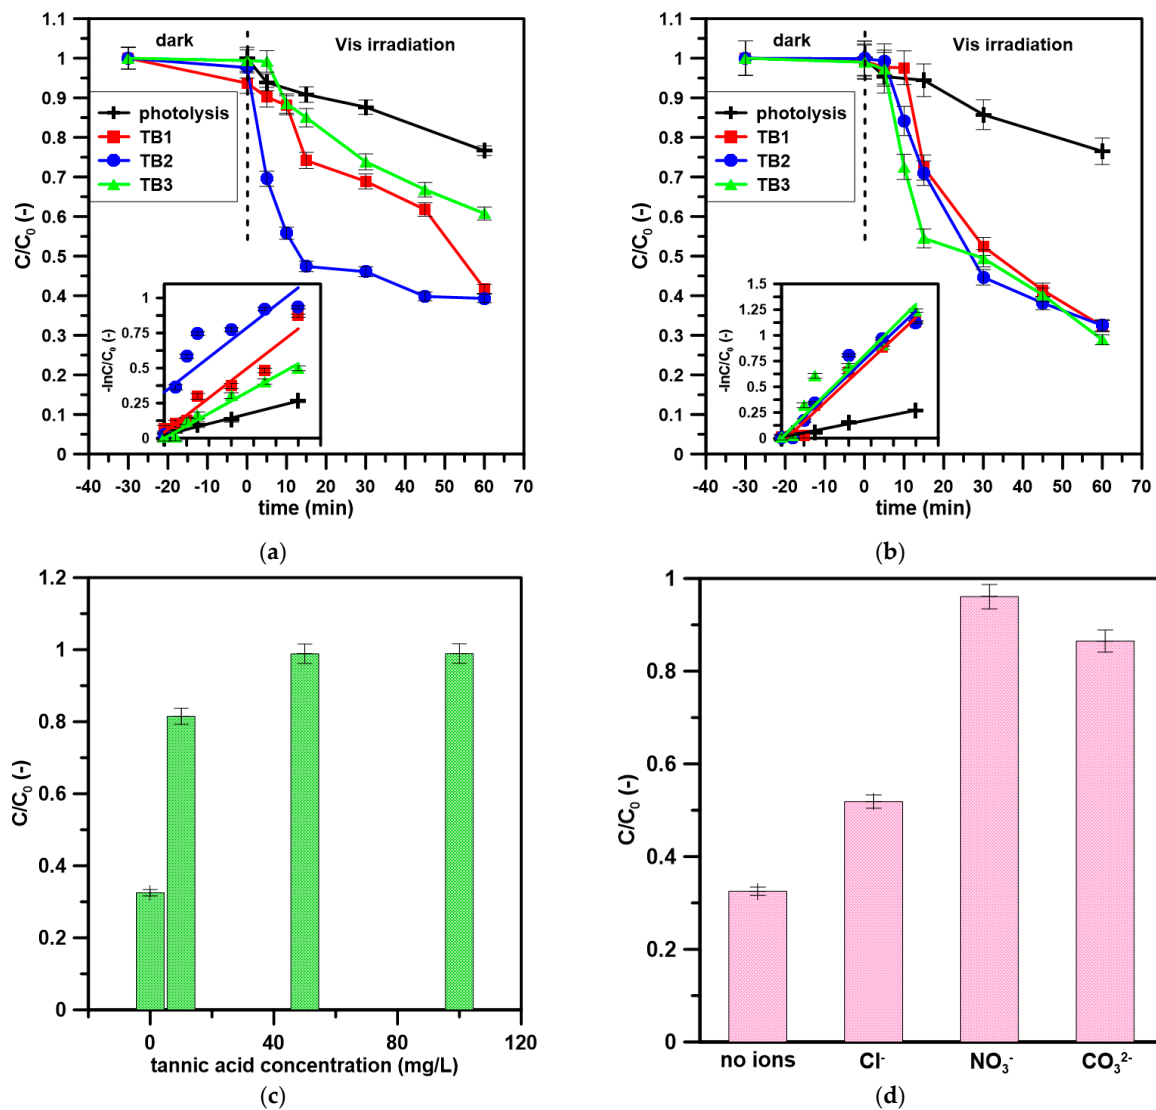 1.1
1
0.9
0.8
0.7
0.6
0.5
0.4
0.3
0.2
0.1
0
C/C₀ (-)
dark
Vis irradiation
photolysis
TB1
TB2
TB3
1
0.75
0.5
0.25
0
-lnC/C₀ (-)
-40 -30 -20 -10 0 10 20 30 40 50 60 70
time (min)
(a)
1.1
1
0.9
0.8
0.7
0.6
0.5
0.4
0.3
0.2
0.1
0
C/C₀ (-)
dark
Vis irradiation
photolysis
TB1
TB2
TB3
1.5
1.25
1
0.75
0.5
0.25
0
-lnC/C₀ (-)
-40 -30 -20 -10 0 10 20 30 40 50 60 70
time (min)
(b)
1.2
1
0.8
0.6
0.4
0.2
0
C/C₀ (-)
0 40 80 120
tannic acid concentration (mg/L)
(c)
1
0.8
0.6
0.4
0.2
0
C/C₀ (-)
no ions Cl⁻ NO₃⁻ CO₃²⁻
(d)